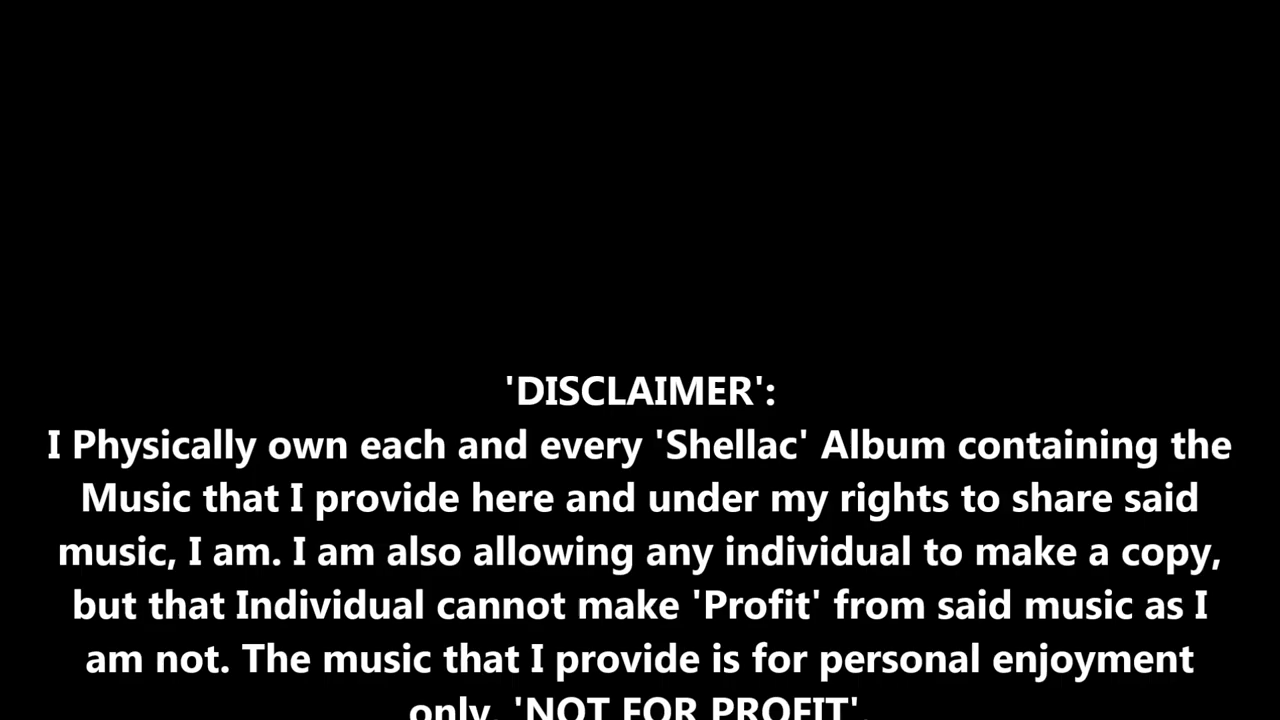 'DISCLAIMER':
I Physically own each and every 'Shellac' Album containing the
Music that I provide here and under my rights to share said
music, I am. I am also allowing any individual to make a copy,
but that Individual cannot make 'Profit' from said music as I
am not. The music that I provide is for personal enjoyment
only. 'NOT FOR PROFIT'.